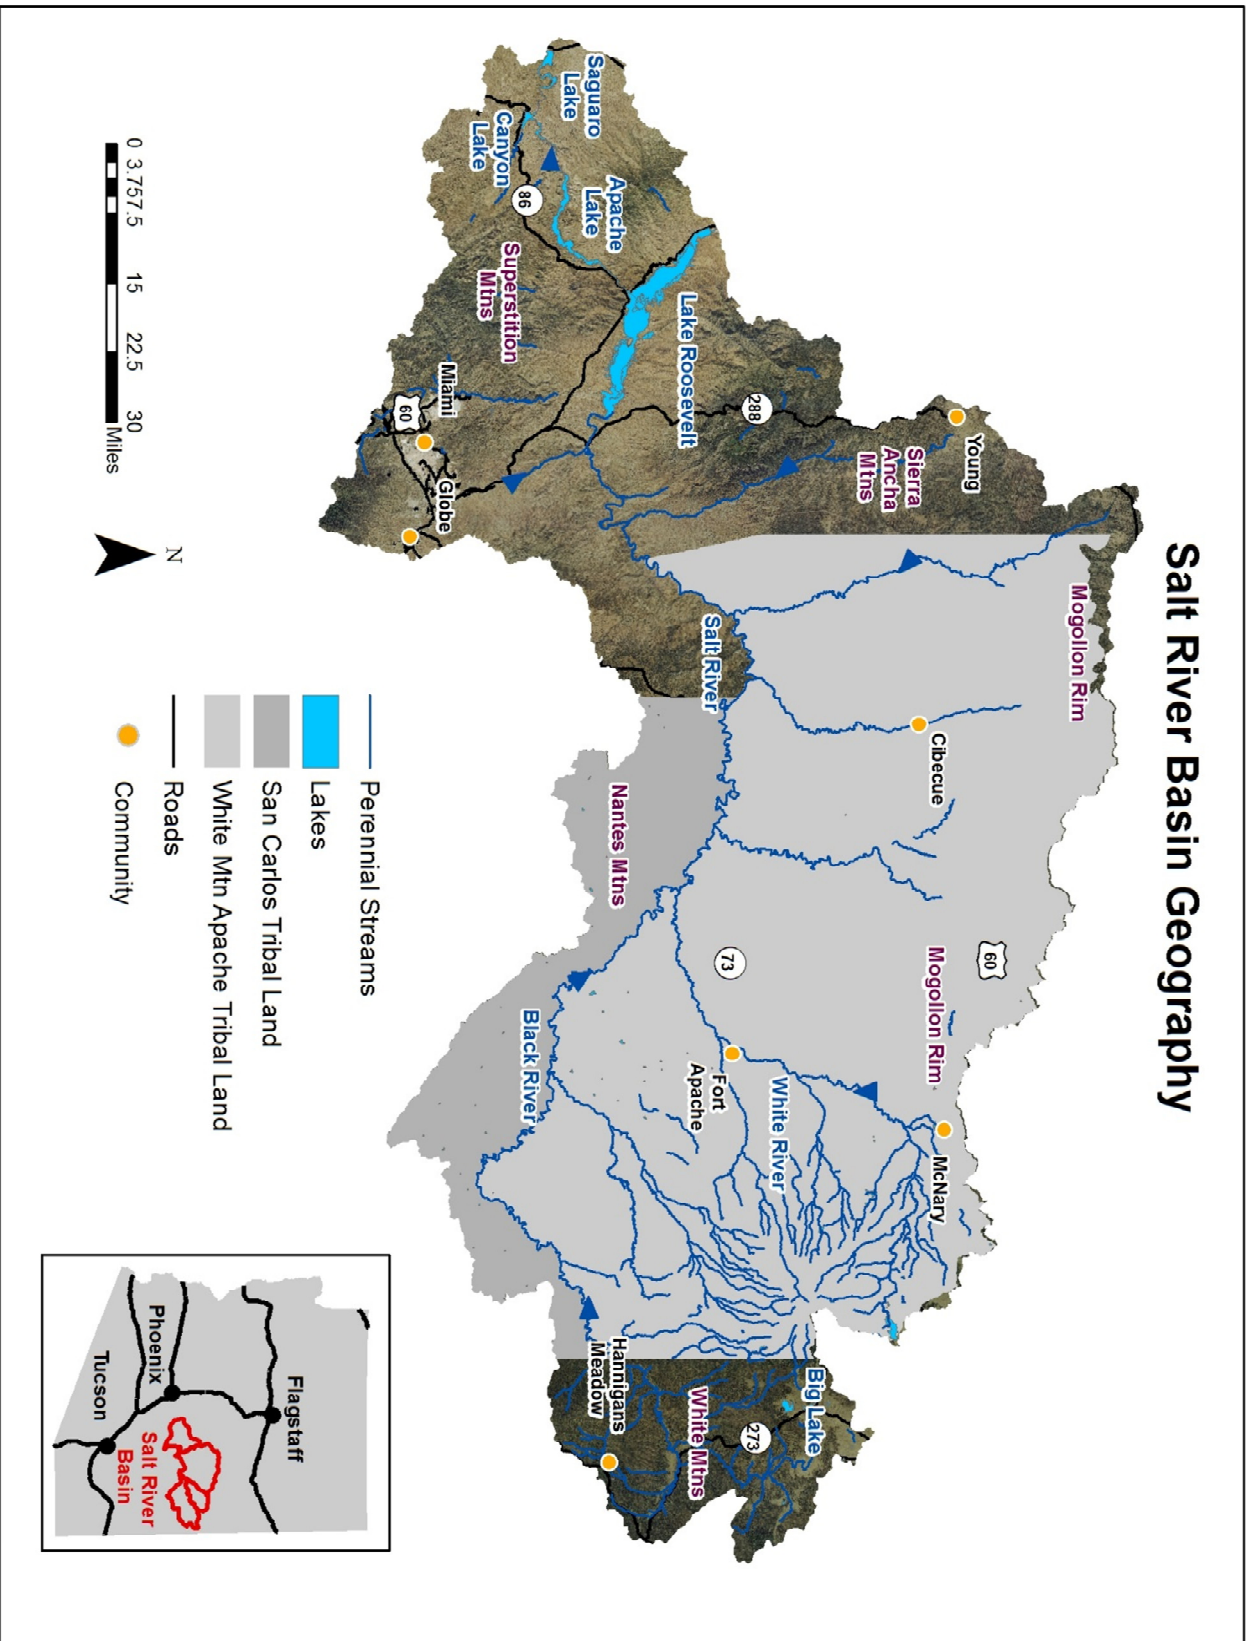 Salt River Basin Geography
Mogollon Rim
60
Young
Sierra
Ancha
Mtns
Cibecue
Mogollon Rim
McNary
288
Salt River
73
White River
Fort
Apache
Big Lake
273
White Mtns
Saguaro
Lake
Apache
Lake
Lake Roosevelt
Canyon
Lake
86
Superstition
Mtns
Nantes Mtns
Black River
Hannigans
Meadow
Miami
60
Globe
0 3.75 7.5 15 22.5 30
Miles
N
Perennial Streams
Lakes
San Carlos Tribal Land
White Mtn Apache Tribal Land
Roads
Community
Flagstaff
Phoenix
Salt River
Basin
Tucson